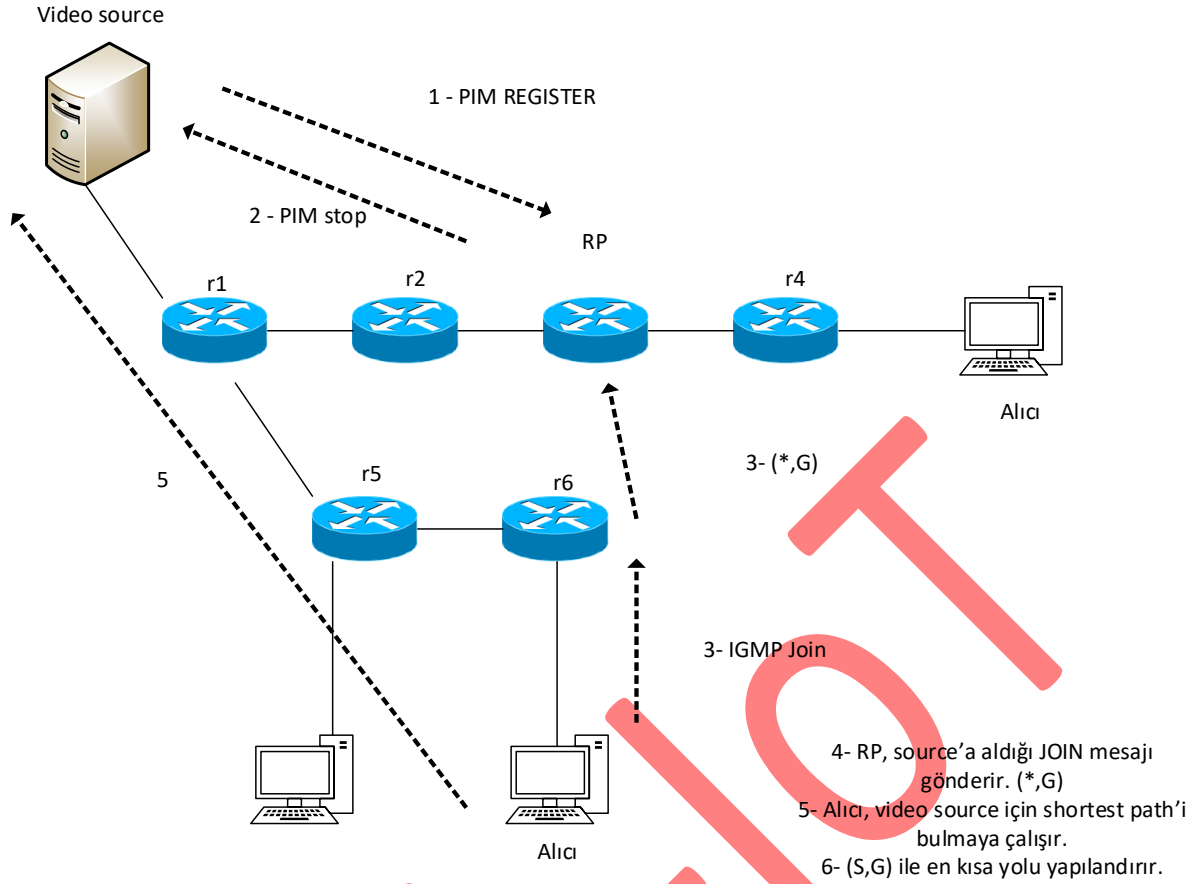 Video source
1 - PIM REGISTER
2 - PIM stop
RP
r1
r2
r4
Alıcı
3- (*,G)
5
r5
r6
3- IGMP Join
4- RP, source’a aldığı JOIN mesajı
gönderir. (*,G)
5- Alıcı, video source için shortest path’i
bulmaya çalışır.
6- (S,G) ile en kısa yolu yapılandırır.
Alıcı